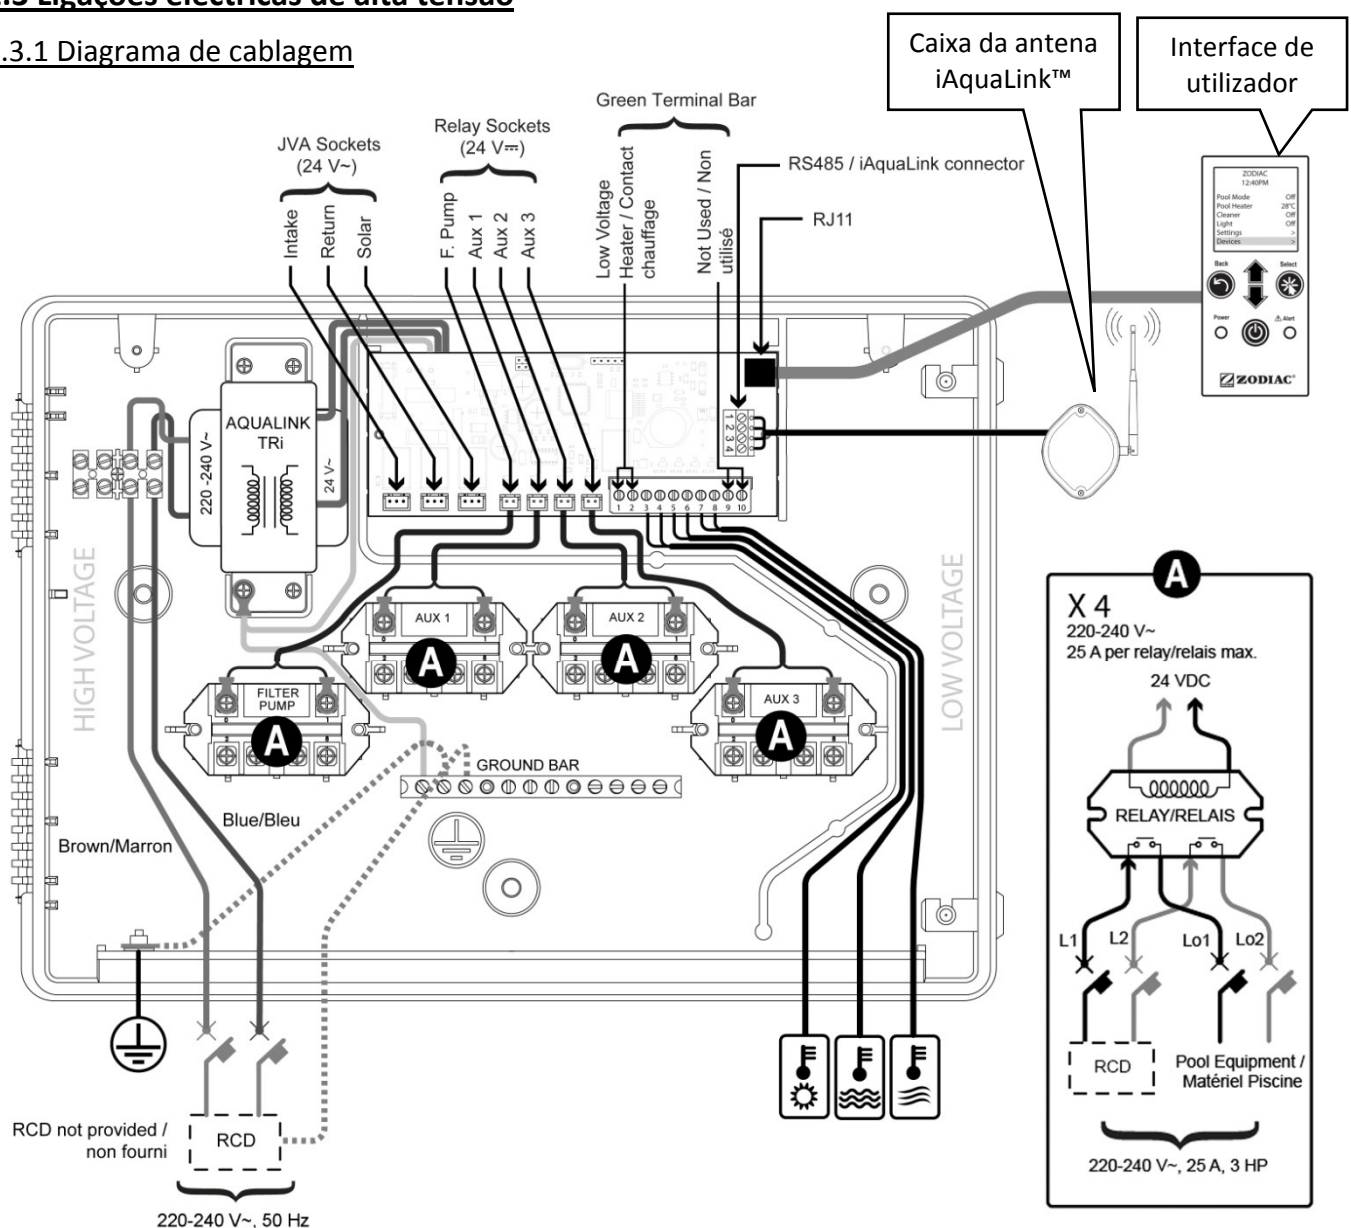 .3 Ligações eléctricas de alta tensão
.3.1 Diagrama de cablagem
Caixa da antena
iAquaLink™
Interface de
utilizador
Green Terminal Bar
Relay Sockets
(24 V⎓)
JVA Sockets
(24 V~)
Intake
Return
Solar
F. Pump
Aux 1
Aux 2
Aux 3
Low Voltage
Heater / Contact
chauffage
Not Used / Non
utilisé
RS485 / iAquaLink connector
RJ11
ZODIAC
12:40PM
Pool Mode Off
Pool Heater 28°C
Cleaner Off
Light Off
Settings >
Devices >
Back
Select
Power
⚠ Alert
ZODIAC®
AQUALINK
TRi
220 -240 V~
24 V~
1
2
3
4
1 2 3 4 5 6 7 8 9 10
HIGH VOLTAGE
LOW VOLTAGE
AUX 1
A
AUX 2
A
FILTER
PUMP
A
AUX 3
A
GROUND BAR
Blue/Bleu
Brown/Marron
RCD not provided /
non fourni
RCD
220-240 V~, 50 Hz
A
X 4
220-240 V~
25 A per relay/relais max.
24 VDC
RELAY/RELAIS
L1
L2
Lo1
Lo2
RCD
Pool Equipment /
Matériel Piscine
220-240 V~, 25 A, 3 HP